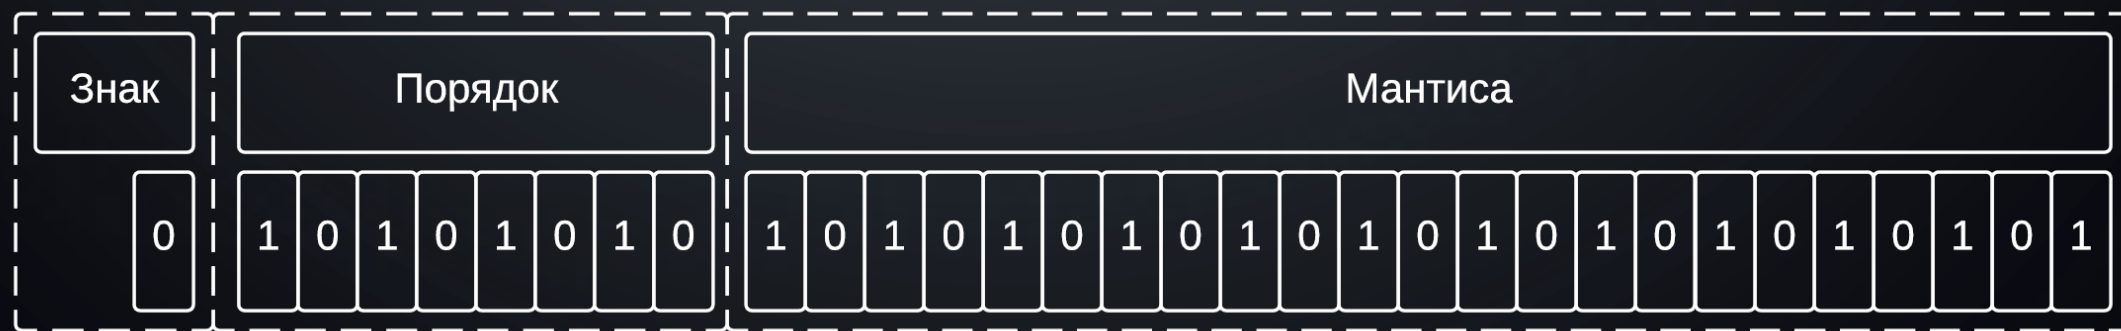 Знак Порядок Мантиса
0 1 0 1 0 1 0 1 0 1 0 1 0 1 0 1 0 1 0 1 0 1 0 1 0 1 0 1 0 1 0 1